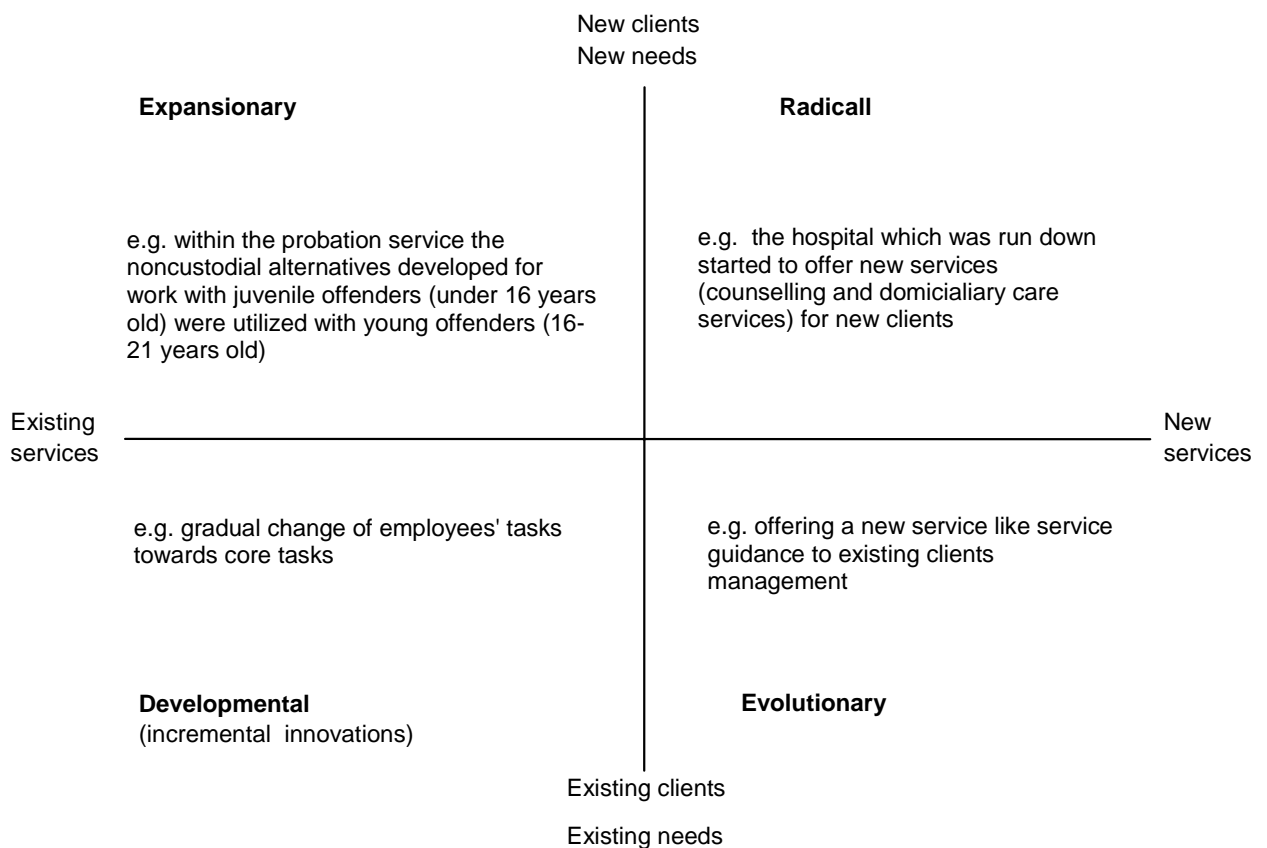 New clients
New needs
Expansionary
Radicall
e.g. within the probation service the
noncustodial alternatives developed for
work with juvenile offenders (under 16 years
old) were utilized with young offenders (16-
21 years old)
e.g. the hospital which was run down
started to offer new services
(counselling and domicialiary care
services) for new clients
Existing
services
New
services
e.g. gradual change of employees' tasks
towards core tasks
e.g. offering a new service like service
guidance to existing clients
management
Developmental
(incremental innovations)
Evolutionary
Existing clients
Existing needs